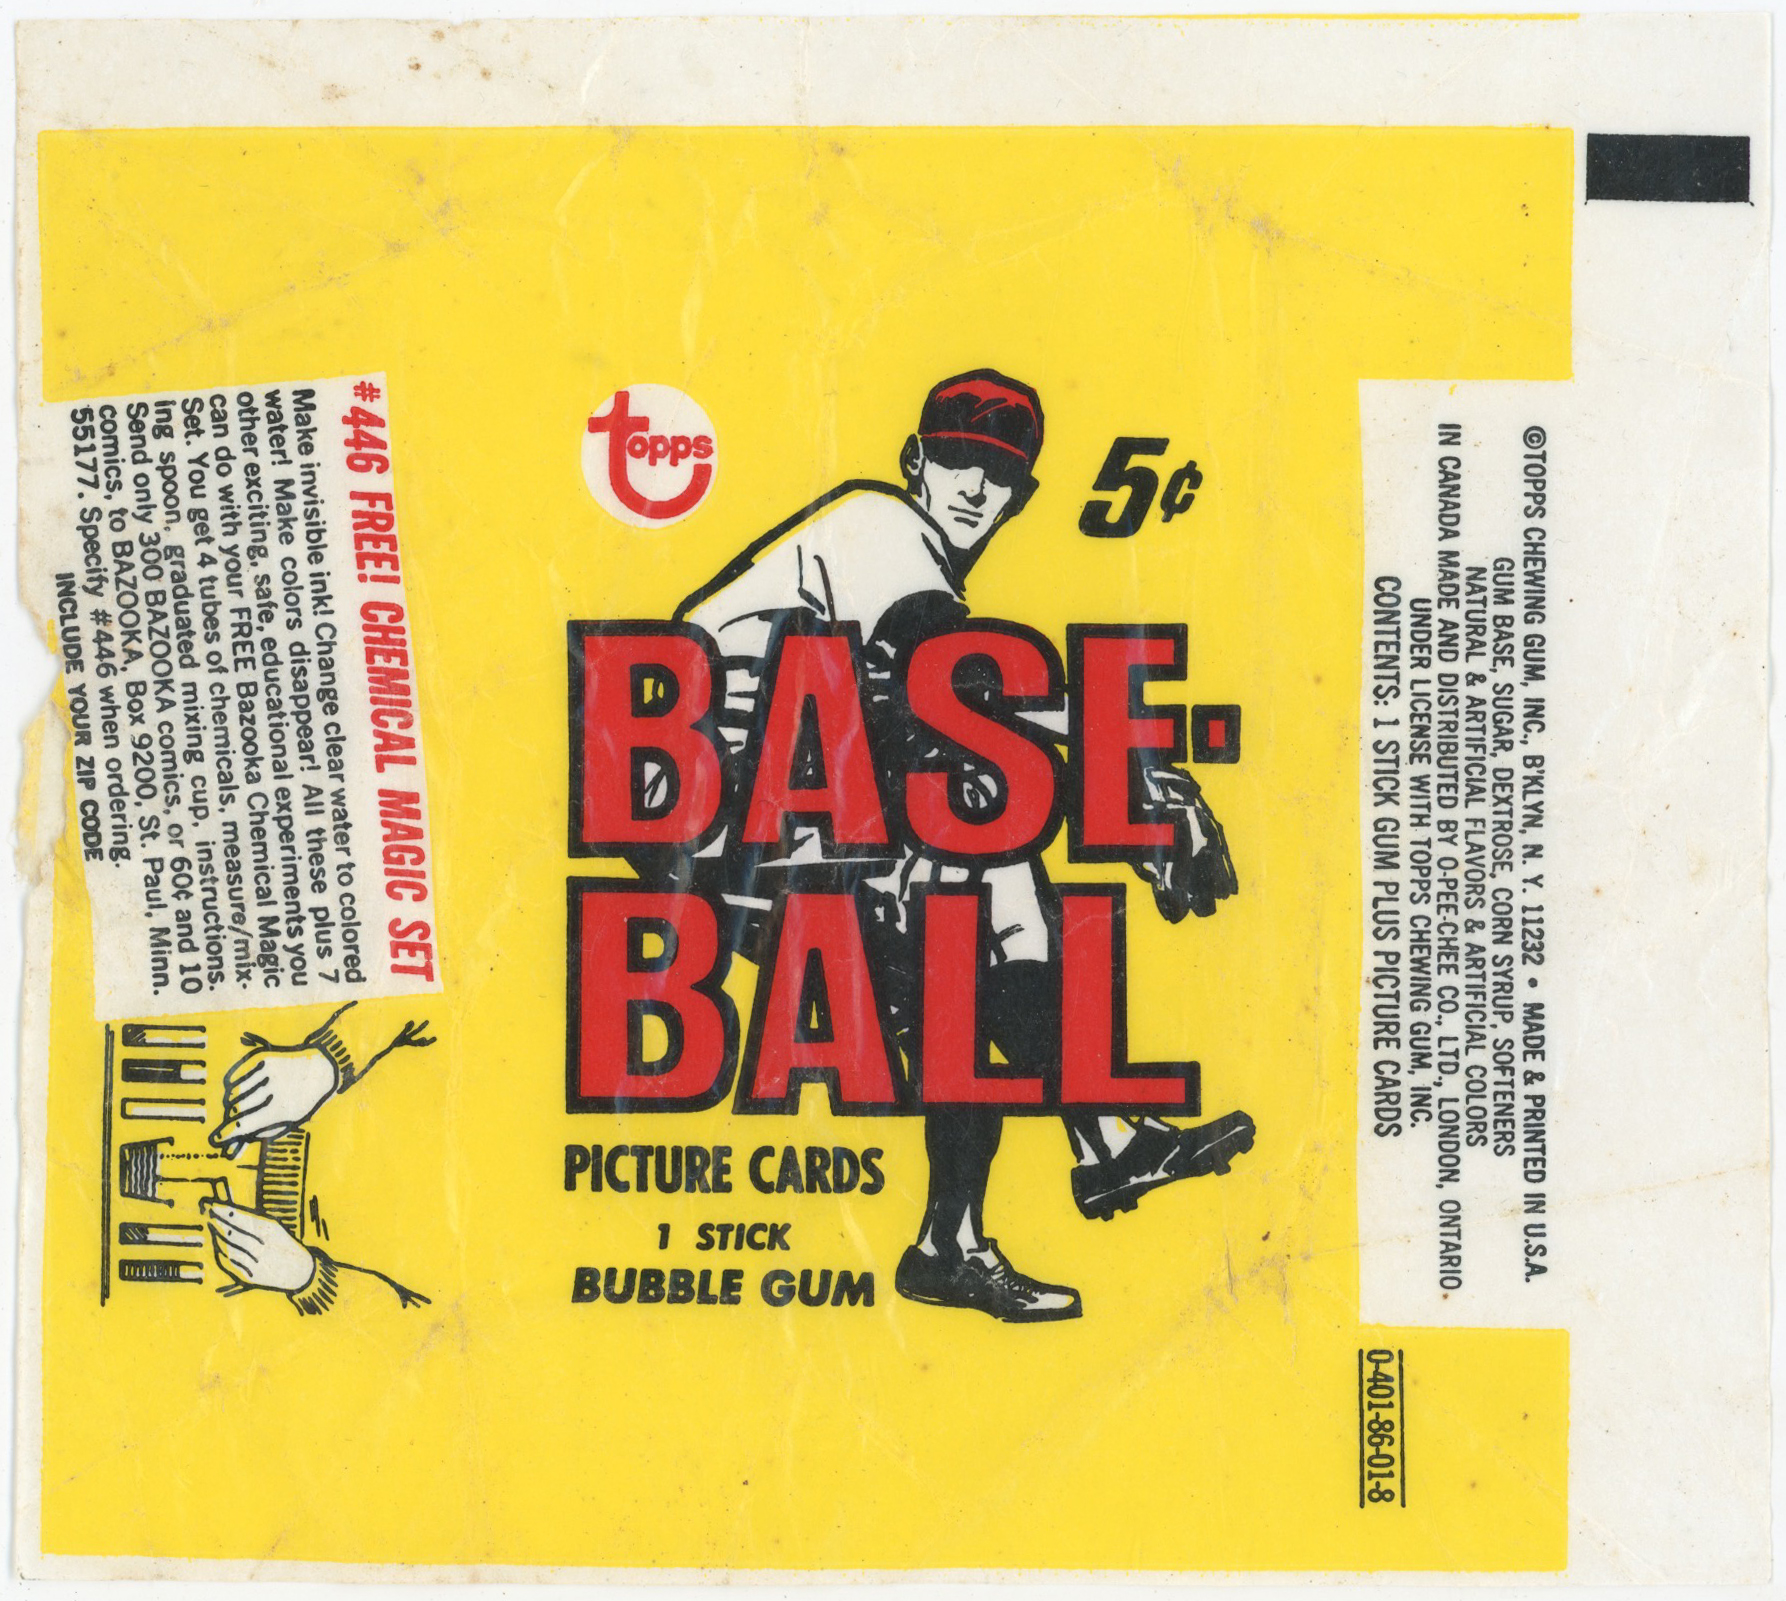 topps
5¢
BASE-
BALL
PICTURE CARDS
1 STICK
BUBBLE GUM
#446 FREE! CHEMICAL MAGIC SET
Make invisible ink! Change clear water to colored
water! Make colors disappear! All these plus 7
other exciting, safe, educational experiments you
can do with your FREE Bazooka Chemical Magic
Set. You get 4 tubes of chemicals, measure/mix-
ing spoon, graduated mixing cup, instructions.
Send only 300 BAZOOKA comics, or 60¢ and 10
comics, to BAZOOKA, Box 9200, St. Paul, Minn.
55177. Specify #446 when ordering.
INCLUDE YOUR ZIP CODE
©TOPPS CHEWING GUM, INC., B'KLYN, N. Y. 11232 • MADE & PRINTED IN U.S.A.
GUM BASE, SUGAR, DEXTROSE, CORN SYRUP, SOFTENERS
NATURAL & ARTIFICIAL FLAVORS & ARTIFICIAL COLORS
IN CANADA MADE AND DISTRIBUTED BY O-PEE-CHEE CO., LTD., LONDON, ONTARIO
UNDER LICENSE WITH TOPPS CHEWING GUM, INC.
CONTENTS: 1 STICK GUM PLUS PICTURE CARDS
0-401-86-01-8